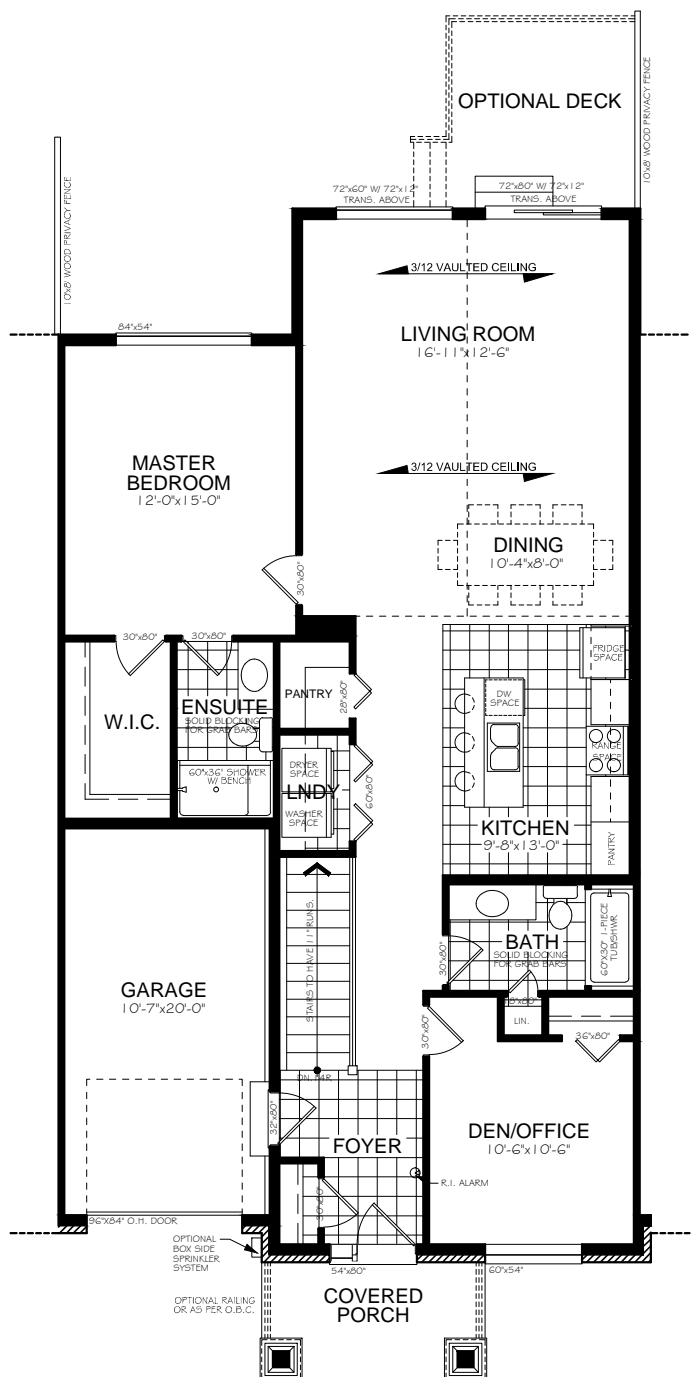 OPTIONAL DECK
10'x8' WOOD PRIVACY FENCE
10'x8' WOOD PRIVACY FENCE
72"x60" W/ 72"x12"
TRANS. ABOVE
72"x80" W/ 72"x12"
TRANS. ABOVE
3/12 VAULTED CEILING
84"x54"
LIVING ROOM
16'-11"x12'-6"
MASTER
BEDROOM
12'-0"x15'-0"
3/12 VAULTED CEILING
DINING
10'-4"x8'-0"
30"x80"
30"x80"
30"x80"
FRIDGE
SPACE
W.I.C.
ENSUITE
SOLID BLOCKING
FOR GRAB BARS
PANTRY
28"x80"
DW
SPACE
RANGE
SPACE
60"x36" SHOWER
W/ BENCH
DRYER
SPACE
LNDY
WASHER
SPACE
60"x80"
KITCHEN
9'-8"x13'-0"
PANTRY
STAIRS TO HAVE 11" RUNS.
BATH
SOLID BLOCKING
FOR GRAB BARS
30"x80"
60"x30" 1-PIECE
TUB/SHWR
GARAGE
10'-7"x20'-0"
18"x80"
LIN.
30"x80"
36"x80"
DN. 14R
32"x80"
FOYER
DEN/OFFICE
10'-6"x10'-6"
R.I. ALARM
30"x80"
96"x84" O.H. DOOR
OPTIONAL
BOX SIDE
SPRINKLER
SYSTEM
54"x80"
60"x54"
OPTIONAL RAILING
OR AS PER O.B.C.
COVERED
PORCH